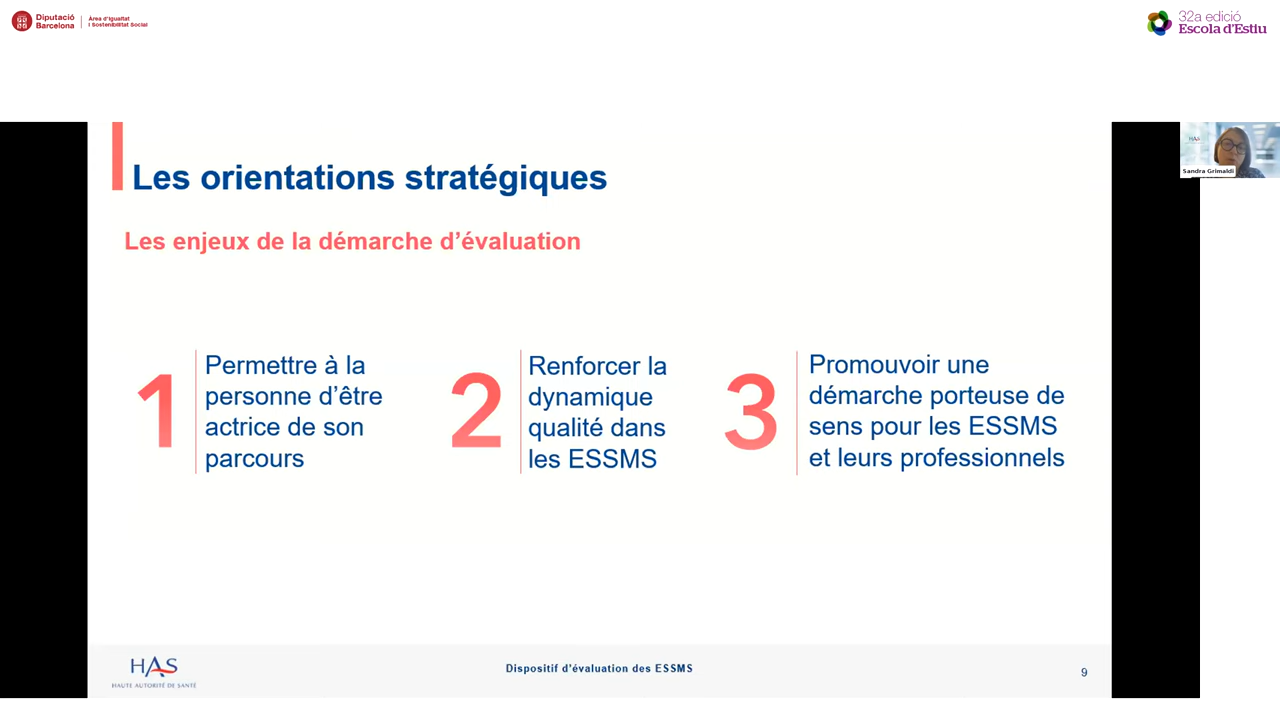 Diputació
Barcelona
Àrea d'Igualtat
i Sostenibilitat Social
32a edició
Escola d'Estiu
HAS
Sandra Grimaldi
Les orientations stratégiques
Les enjeux de la démarche d'évaluation
1
Permettre à la
personne d'être
actrice de son
parcours
2
Renforcer la
dynamique
qualité dans
les ESSMS
3
Promouvoir une
démarche porteuse de
sens pour les ESSMS
et leurs professionnels
HAS
HAUTE AUTORITÉ DE SANTÉ
Dispositif d'évaluation des ESSMS
9